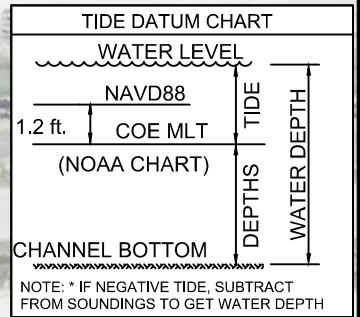 TIDE DATUM CHART
WATER LEVEL
NAVD88
1.2 ft.
COE MLT
(NOAA CHART)
TIDE
DEPTHS
WATER DEPTH
CHANNEL BOTTOM
NOTE: * IF NEGATIVE TIDE, SUBTRACT
FROM SOUNDINGS TO GET WATER DEPTH